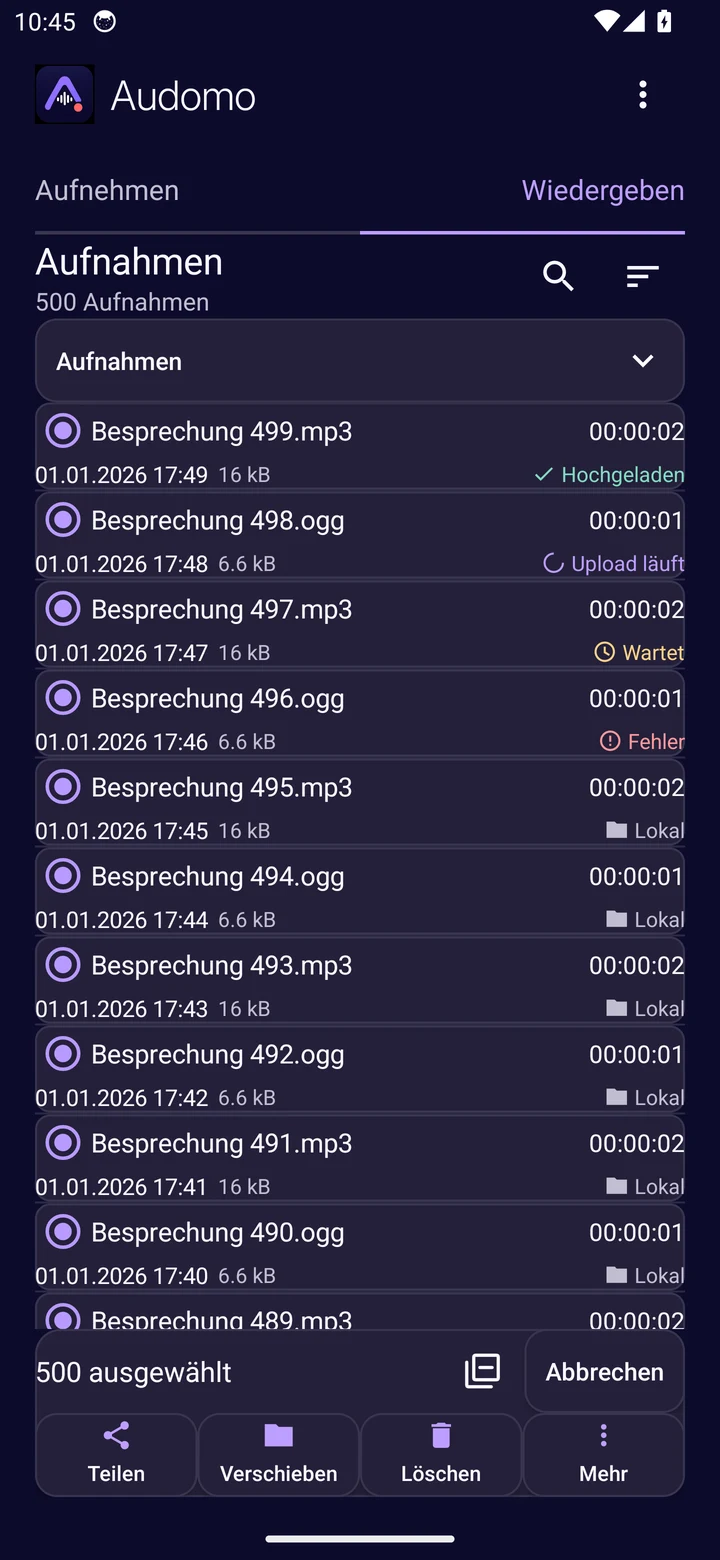 10:45
Audomo
Aufnehmen Wiedergeben
Aufnahmen
500 Aufnahmen
Aufnahmen
Besprechung 499.mp3 00:00:02
01.01.2026 17:49 16 kB Hochgeladen
Besprechung 498.ogg 00:00:01
01.01.2026 17:48 6.6 kB Upload läuft
Besprechung 497.mp3 00:00:02
01.01.2026 17:47 16 kB Wartet
Besprechung 496.ogg 00:00:01
01.01.2026 17:46 6.6 kB Fehler
Besprechung 495.mp3 00:00:02
01.01.2026 17:45 16 kB Lokal
Besprechung 494.ogg 00:00:01
01.01.2026 17:44 6.6 kB Lokal
Besprechung 493.mp3 00:00:02
01.01.2026 17:43 16 kB Lokal
Besprechung 492.ogg 00:00:01
01.01.2026 17:42 6.6 kB Lokal
Besprechung 491.mp3 00:00:02
01.01.2026 17:41 16 kB Lokal
Besprechung 490.ogg 00:00:01
01.01.2026 17:40 6.6 kB Lokal
Besprechung 489.mp3 00:00:02
500 ausgewählt Abbrechen
Teilen Verschieben Löschen Mehr